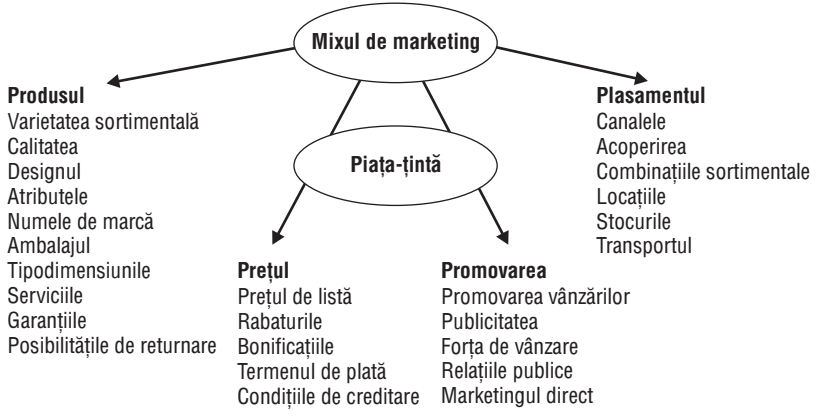 Mixul de marketing
Piața-țintă
Produsul
Varietatea sortimentală
Calitatea
Designul
Atributele
Numele de marcă
Ambalajul
Tipodimensiunile
Serviciile
Garanțiile
Posibilitățile de returnare
Prețul
Prețul de listă
Rabaturile
Bonificațiile
Termenul de plată
Condițiile de creditare
Promovarea
Promovarea vânzărilor
Publicitatea
Forța de vânzare
Relațiile publice
Marketingul direct
Plasamentul
Canalele
Acoperirea
Combinațiile sortimentale
Locațiile
Stocurile
Transportul